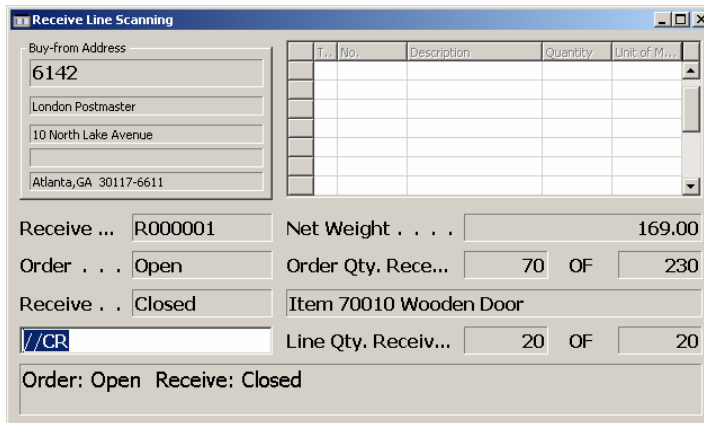 Receive Line Scanning
Buy-from Address
6142
London Postmaster
10 North Lake Avenue
Atlanta,GA 30117-6611
T.. No. Description Quantity Unit of M...
Receive ... R000001 Net Weight . . . . 169.00
Order . . . Open Order Qty. Rece... 70 OF 230
Receive . . Closed Item 70010 Wooden Door
//CR Line Qty. Receiv... 20 OF 20
Order: Open Receive: Closed